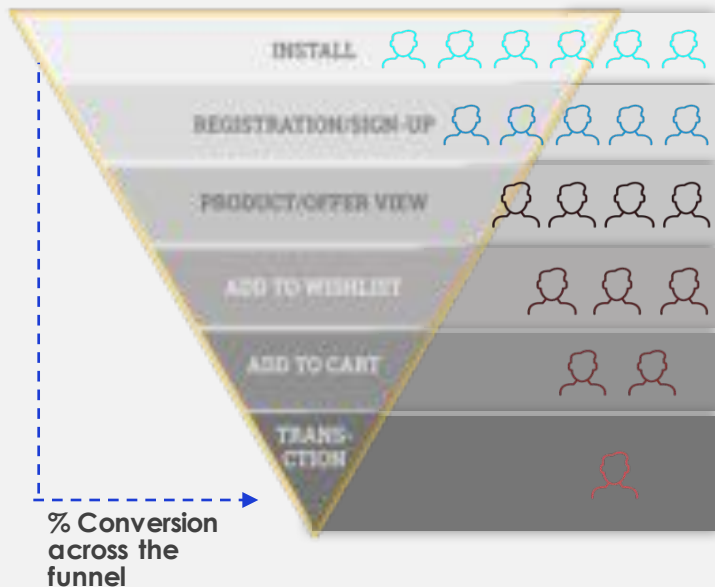 INSTALL
REGISTRATION/SIGN-UP
PRODUCT/OFFER VIEW
ADD TO WISHLIST
ADD TO CART
TRANS-
CTION
% Conversion
across the
funnel